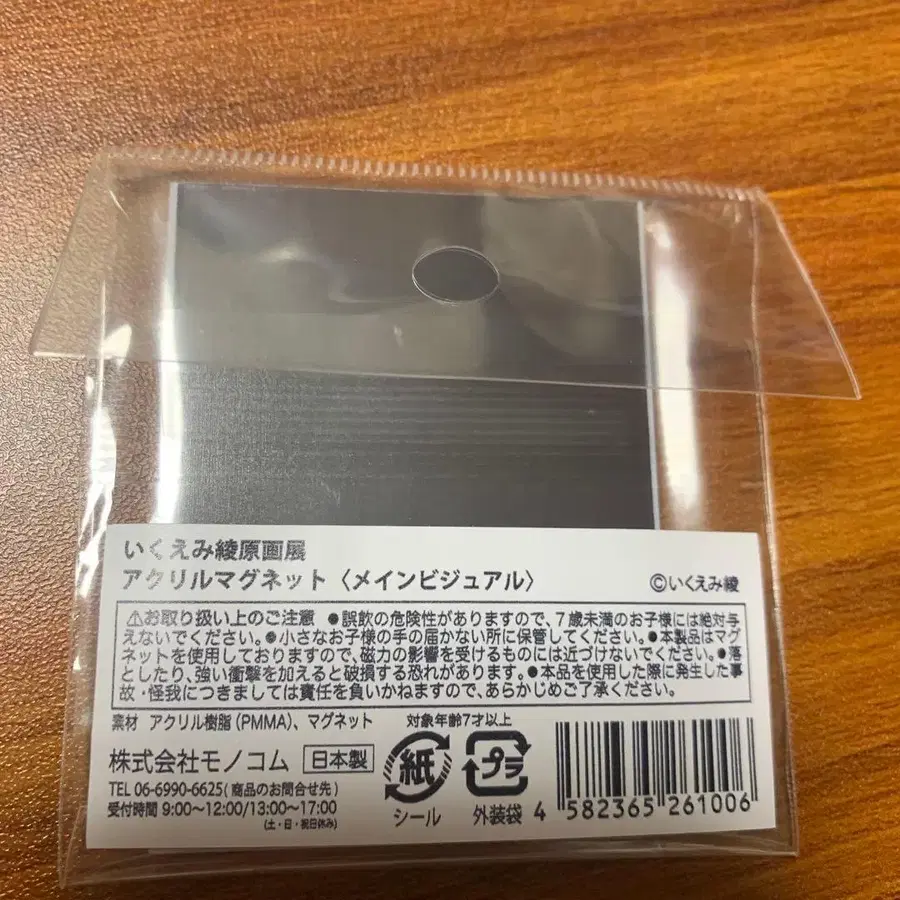 いくえみ綾原画展
アクリルマグネット〈メインビジュアル〉 ©いくえみ綾
⚠お取り扱い上のご注意 ●誤飲の危険性がありますので、7歳未満のお子様には絶対与
えないでください。●小さなお子様の手の届かない所に保管してください。●本製品はマグ
ネットを使用しておりますので、磁力の影響を受けるものには近づけないでください。●落
としたり、強い衝撃を加えると破損する恐れがあります。●本品を使用した際に発生した事
故・怪我につきましては責任を負いかねますので、あらかじめご了承ください。
素材 アクリル樹脂(PMMA)、マグネット 対象年齢7才以上
株式会社モノコム 日本製
TEL 06-6990-6625(商品のお問合せ先)
受付時間 9:00〜12:00/13:00〜17:00
(土・日・祝日休み)
紙
シール
プラ
外装袋
4 582365 261006